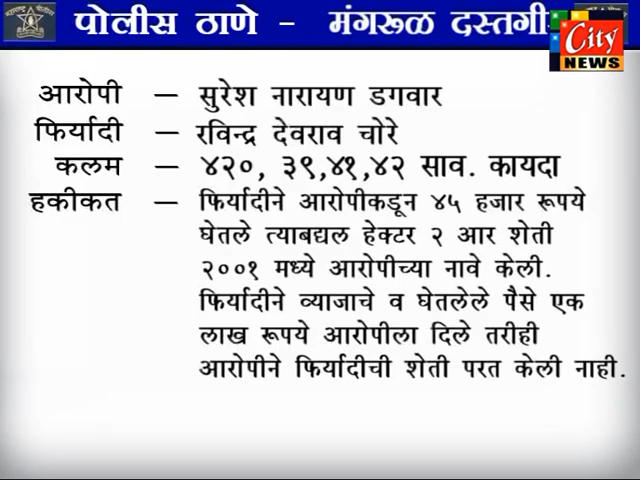 पोलीस ठाणे - मंगरूळ दस्तगीर
City NEWS
आरोपी — सुरेश नारायण डगवार
फिर्यादी — रविन्द्र देवराव चोरे
कलम — ४२०, ३९,४१,४२ साव. कायदा
हकीकत — फिर्यादीने आरोपीकडून ४५ हजार रूपये
घेतले त्याबद्यल हेक्टर २ आर शेती
२००१ मध्ये आरोपीच्या नावे केली.
फिर्यादीने व्याजाचे व घेतलेले पैसे एक
लाख रूपये आरोपीला दिले तरीही
आरोपीने फिर्यादीची शेती परत केली नाही.